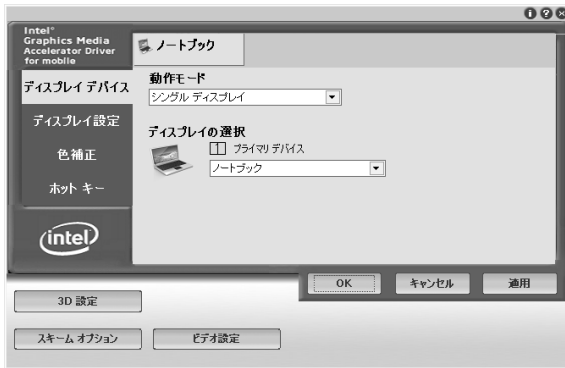 Intel®
Graphics Media
Accelerator Driver
for mobile
ノートブック
ディスプレイ デバイス
ディスプレイ設定
色補正
ホット キー
動作モード
シングル ディスプレイ
ディスプレイの選択
1 プライマリ デバイス
ノートブック
intel
OK キャンセル 適用
3D 設定
スキーム オプション ビデオ設定